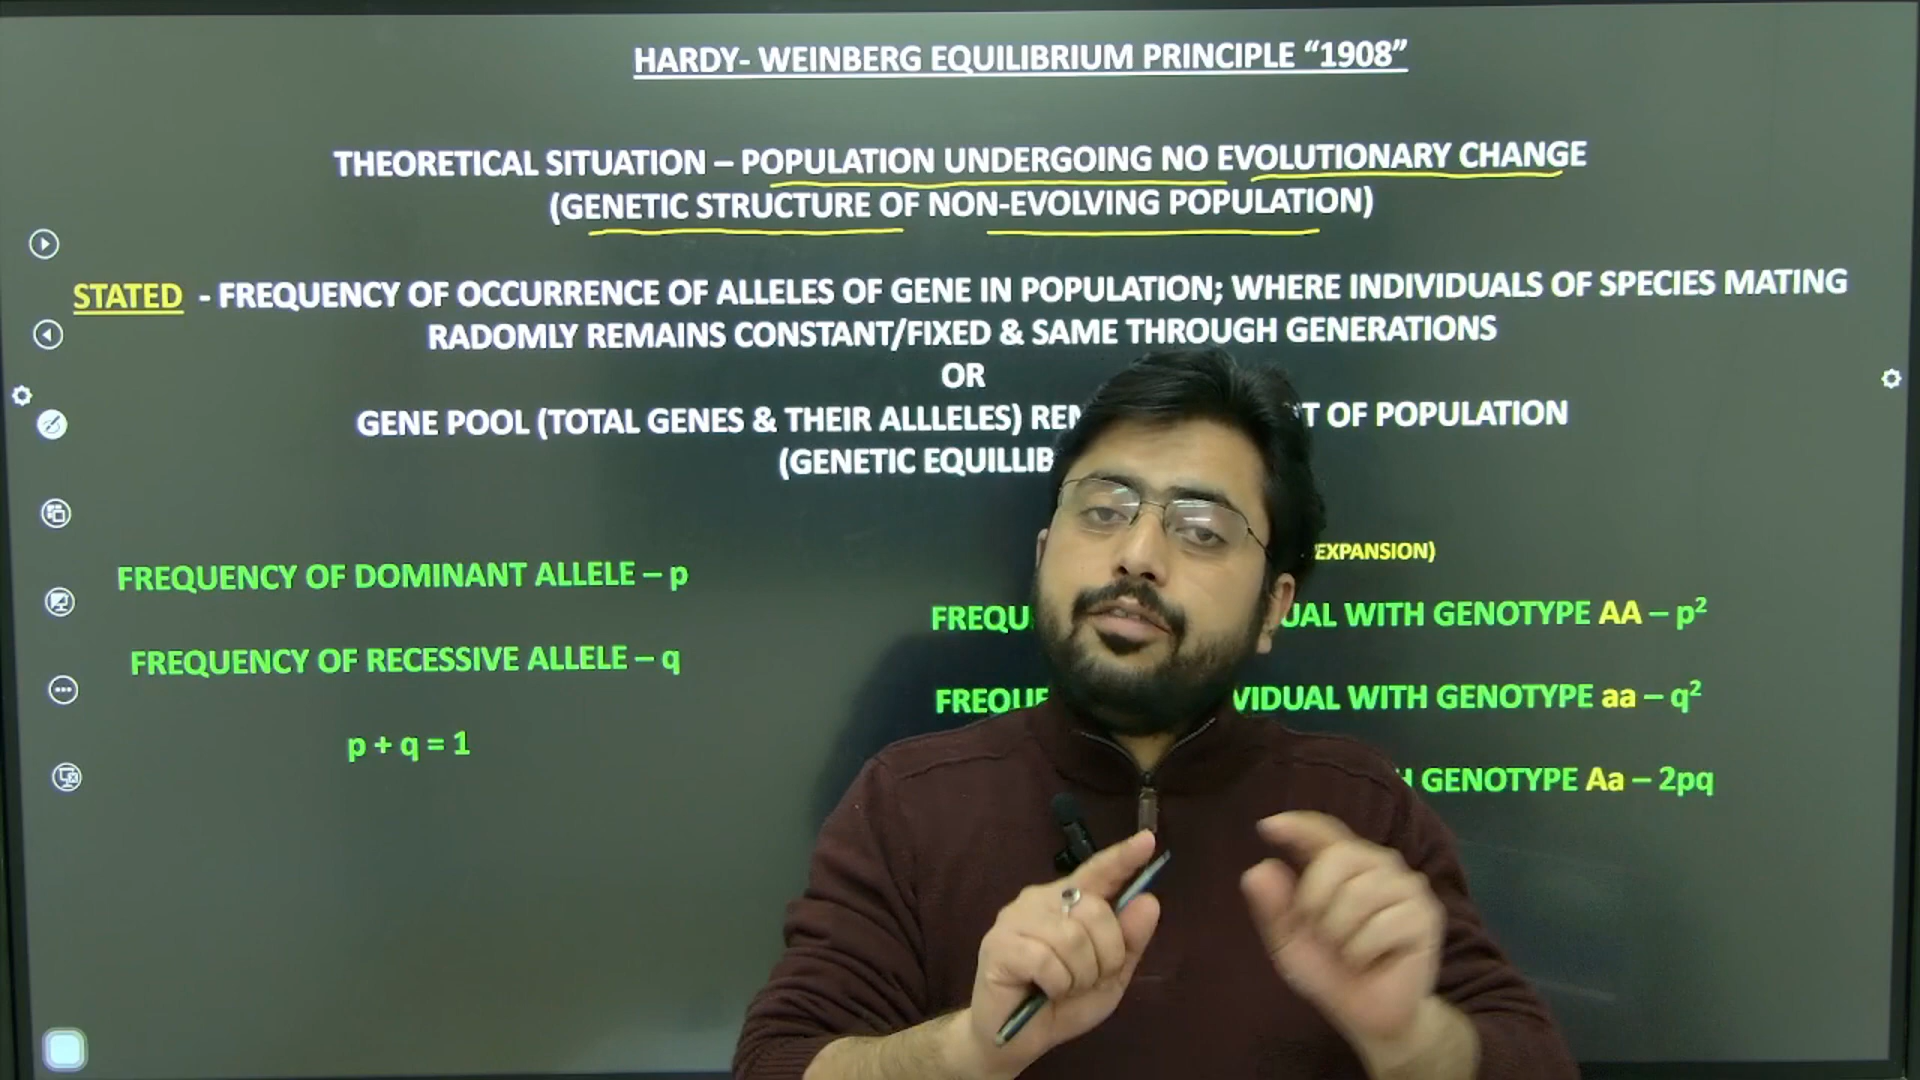 HARDY- WEINBERG EQUILIBRIUM PRINCIPLE “1908”
THEORETICAL SITUATION – POPULATION UNDERGOING NO EVOLUTIONARY CHANGE
(GENETIC STRUCTURE OF NON-EVOLVING POPULATION)
STATED - FREQUENCY OF OCCURRENCE OF ALLELES OF GENE IN POPULATION; WHERE INDIVIDUALS OF SPECIES MATING
RADOMLY REMAINS CONSTANT/FIXED & SAME THROUGH GENERATIONS
OR
GENE POOL (TOTAL GENES & THEIR ALLLELES) OF POPULATION
(GENETIC
EXPANSION)
FREQUENCY OF DOMINANT ALLELE – p
FREQUENCY OF RECESSIVE ALLELE – q
p + q = 1
WITH GENOTYPE AA – p²
WITH GENOTYPE aa – q²
GENOTYPE Aa – 2pq